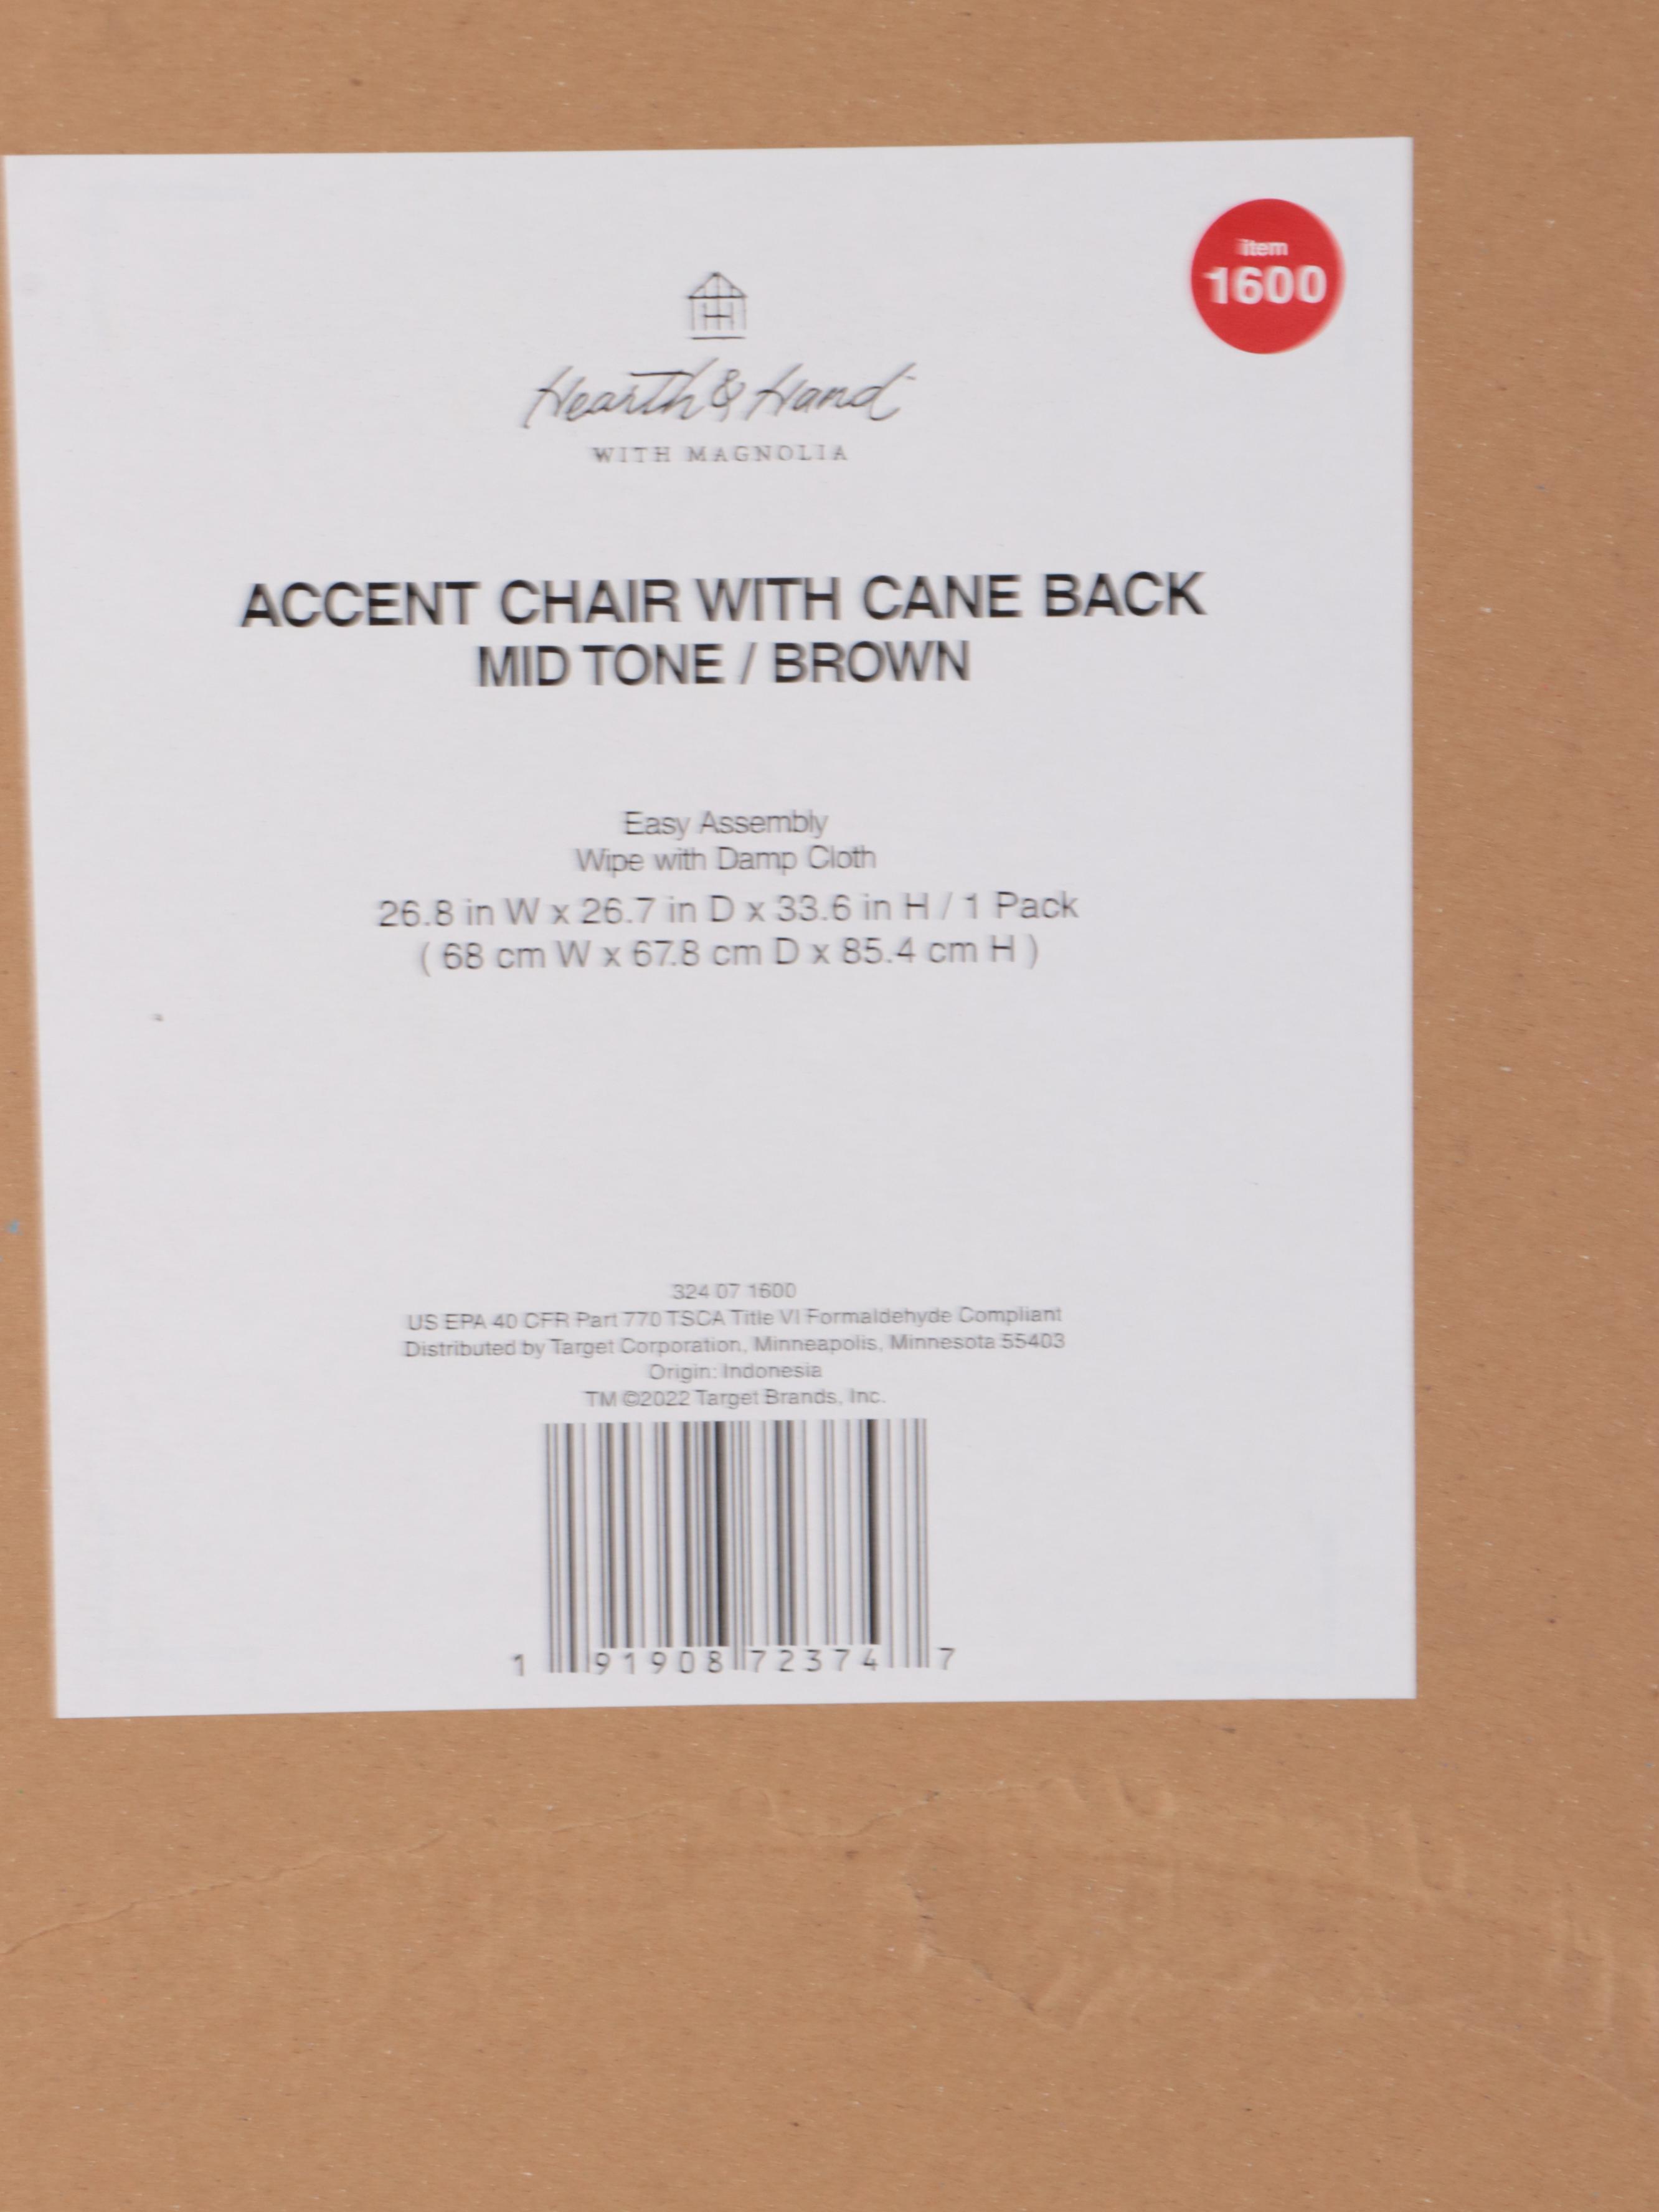 item
1600
Hearth & Hand™
WITH MAGNOLIA
ACCENT CHAIR WITH CANE BACK
MID TONE / BROWN
Easy Assembly
Wipe with Damp Cloth
26.8 in W x 26.7 in D x 33.6 in H / 1 Pack
( 68 cm W x 67.8 cm D x 85.4 cm H )
324 07 1600
US EPA 40 CFR Part 770 TSCA Title VI Formaldehyde Compliant
Distributed by Target Corporation, Minneapolis, Minnesota 55403
Origin: Indonesia
TM ©2022 Target Brands, Inc.
1 91908 72374 7